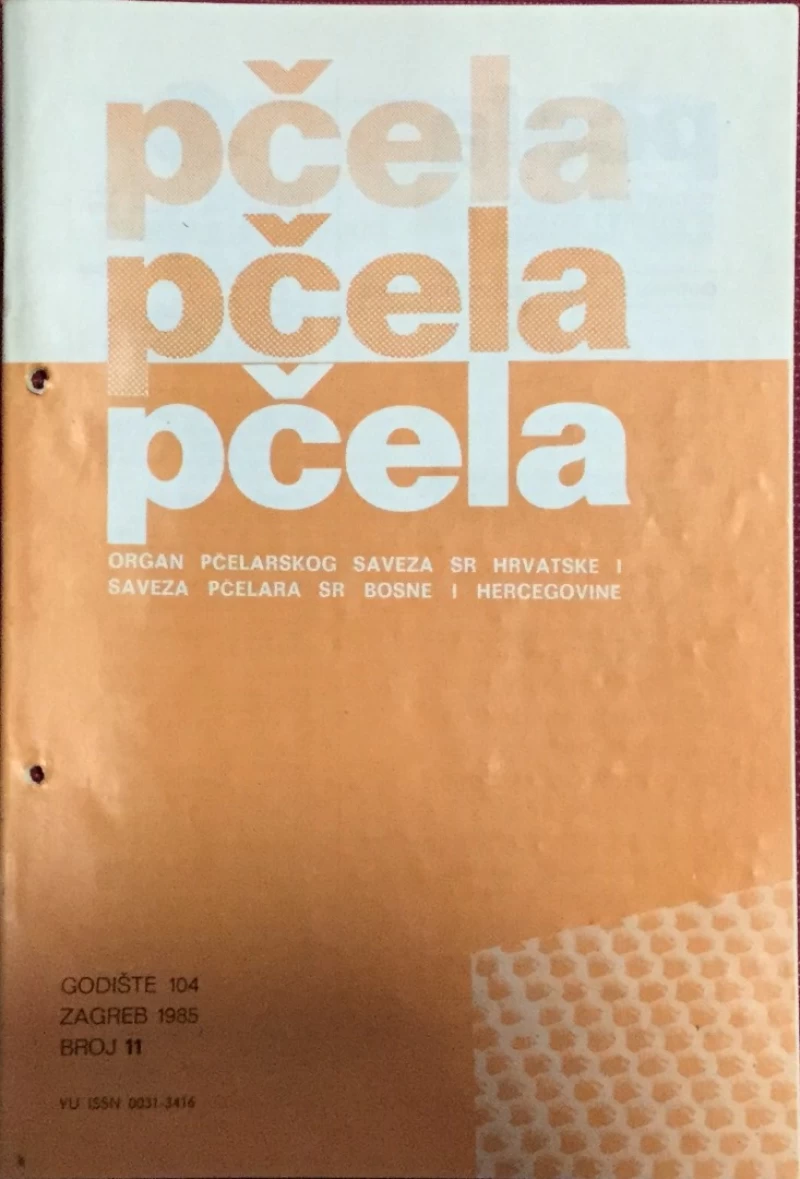 pčela
pčela
pčela
ORGAN PČELARSKOG SAVEZA SR HRVATSKE I
SAVEZA PČELARA SR BOSNE I HERCEGOVINE
GODIŠTE 104
ZAGREB 1985
BROJ 11
YU ISSN 0031-3416